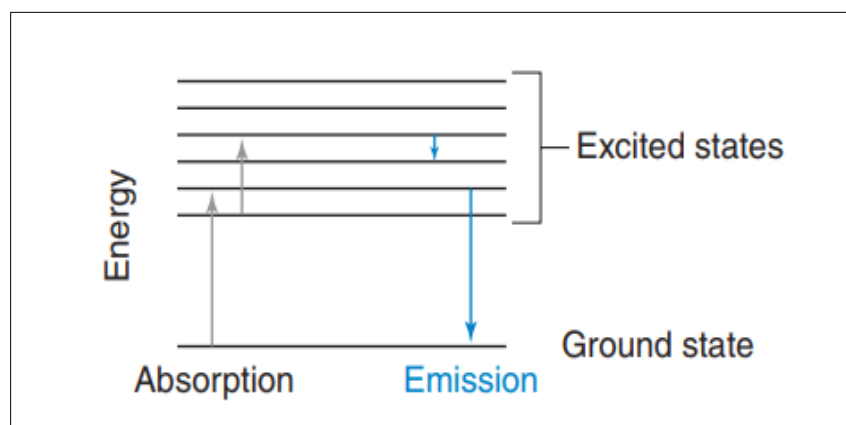 Energy
Excited states
Ground state
Absorption
Emission